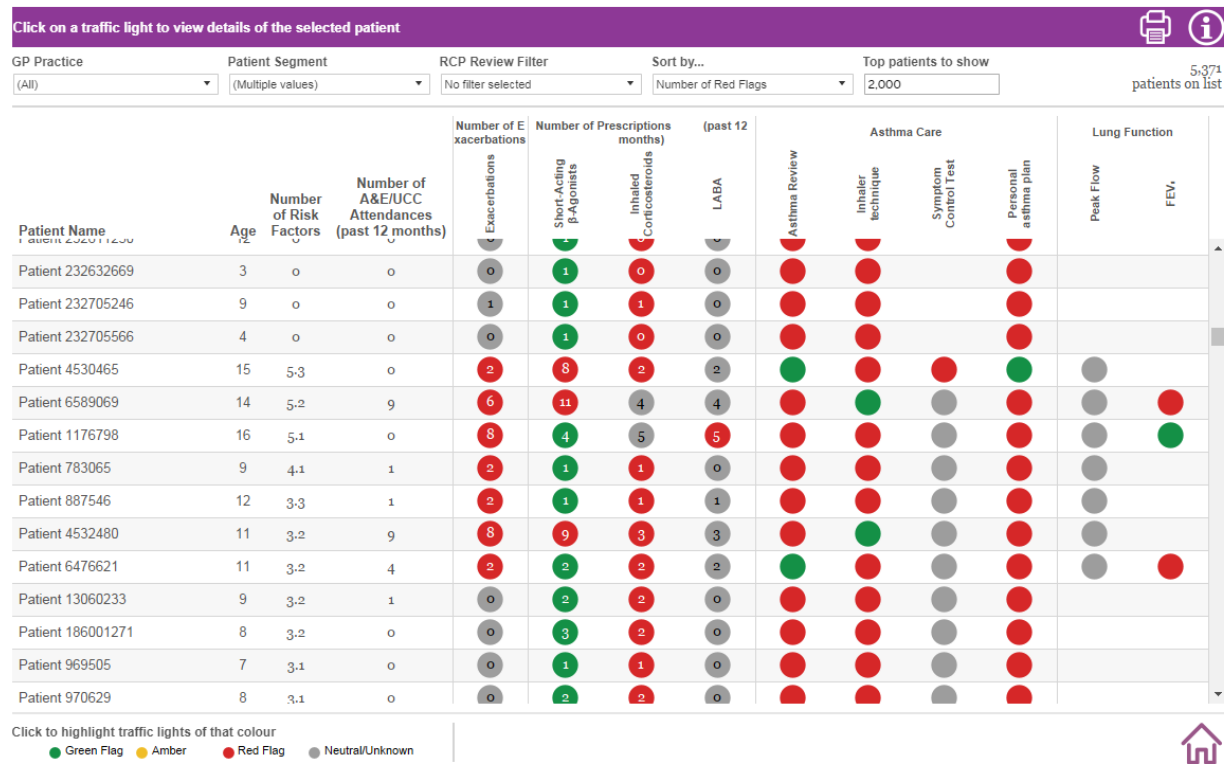 Click on a traffic light to view details of the selected patient
GP Practice Patient Segment RCP Review Filter Sort by... Top patients to show
(All) (Multiple values) No filter selected Number of Red Flags 2,000
5,371
patients on list
Number of E
xacerbations
Number of Prescriptions (past 12
months)
Asthma Care
Lung Function
Patient Name
Age
Number
of Risk
Factors
Number of
A&E/UCC
Attendances
(past 12 months)
Exacerbations
Short-Acting
β-Agonists
Inhaled
Corticosteroids
LABA
Asthma Review
Inhaler
technique
Symptom
Control Test
Personal
asthma plan
Peak Flow
FEV₁
Patient 232632669 3 0 0 0 1 0 0
Patient 232705246 9 0 0 1 1 1 0
Patient 232705566 4 0 0 0 1 0 0
Patient 4530465 15 5.3 0 2 8 2 2
Patient 6589069 14 5.2 9 6 11 4 4
Patient 1176798 16 5.1 0 8 4 5 5
Patient 783065 9 4.1 1 2 1 1 0
Patient 887546 12 3.3 1 2 1 1 1
Patient 4532480 11 3.2 9 8 9 3 3
Patient 6476621 11 3.2 4 2 2 2 2
Patient 13060233 9 3.2 1 0 2 2 0
Patient 186001271 8 3.2 0 0 3 2 0
Patient 969505 7 3.1 0 0 1 1 0
Patient 970629 8 3.1 0 0 2 2 0
Click to highlight traffic lights of that colour
Green Flag Amber Red Flag Neutral/Unknown